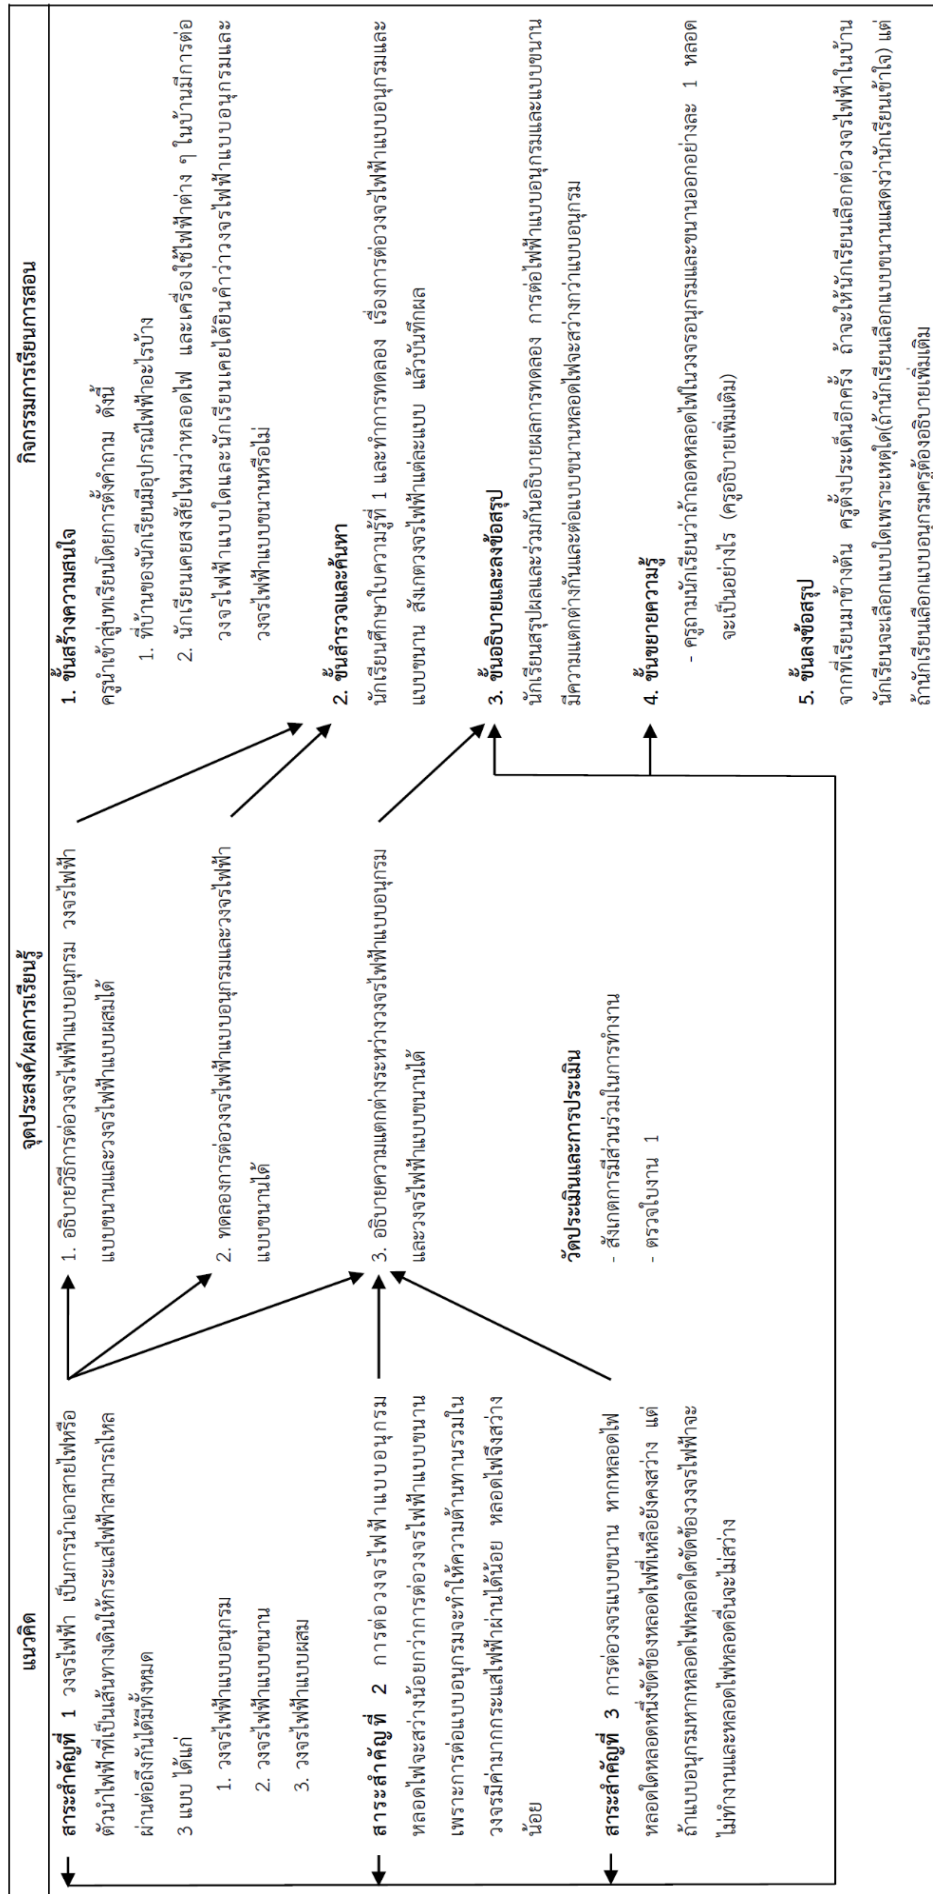 แนวคิด
สาระสำคัญที่ 1 วงจรไฟฟ้า เป็นการนำเอาสายไฟหรือ
ตัวนำไฟฟ้าที่เป็นเส้นทางเดินให้กระแสไฟฟ้าสามารถไหล
ผ่านต่อถึงกันได้มีทั้งหมด
3 แบบ ได้แก่
1. วงจรไฟฟ้าแบบอนุกรม
2. วงจรไฟฟ้าแบบขนาน
3. วงจรไฟฟ้าแบบผสม
สาระสำคัญที่ 2 การต่อวงจรไฟฟ้าแบบอนุกรม
หลอดไฟจะสว่างน้อยกว่าการต่อวงจรไฟฟ้าแบบขนาน
เพราะการต่อแบบอนุกรมจะทำให้ความต้านทานรวมใน
วงจรมีค่ามากกระแสไฟฟ้าผ่านได้น้อย หลอดไฟจึงสว่าง
น้อย
สาระสำคัญที่ 3 การต่อวงจรแบบขนาน หากหลอดไฟ
หลอดใดหลอดหนึ่งขัดข้องหลอดไฟที่เหลือยังคงสว่าง แต่
ถ้าแบบอนุกรมหากหลอดไฟหลอดใดขัดข้องวงจรไฟฟ้าจะ
ไม่ทำงานและหลอดไฟหลอดอื่นจะไม่สว่าง
จุดประสงค์/ผลการเรียนรู้
1. อธิบายวิธีการต่อวงจรไฟฟ้าแบบอนุกรม วงจรไฟฟ้า
แบบขนานและวงจรไฟฟ้าแบบผสมได้
2. ทดลองการต่อวงจรไฟฟ้าแบบอนุกรมและวงจรไฟฟ้า
แบบขนานได้
3. อธิบายความแตกต่างระหว่างวงจรไฟฟ้าแบบอนุกรม
และวงจรไฟฟ้าแบบขนานได้
วัดประเมินและการประเมิน
- สังเกตการมีส่วนร่วมในการทำงาน
- ตรวจใบงาน 1
กิจกรรมการเรียนการสอน
1. ขั้นสร้างความสนใจ
ครูนำเข้าสู่บทเรียนโดยการตั้งคำถาม ดังนี้
1. ที่บ้านของนักเรียนมีอุปกรณ์ไฟฟ้าอะไรบ้าง
2. นักเรียนเคยสงสัยไหมว่าหลอดไฟ และเครื่องใช้ไฟฟ้าต่าง ๆ ในบ้านมีการต่อ
วงจรไฟฟ้าแบบใดและนักเรียนเคยได้ยินคำว่าวงจรไฟฟ้าแบบอนุกรมและ
วงจรไฟฟ้าแบบขนานหรือไม่
2. ขั้นสำรวจและค้นหา
นักเรียนศึกษาใบความรู้ที่ 1 และทำการทดลอง เรื่องการต่อวงจรไฟฟ้าแบบอนุกรมและ
แบบขนาน สังเกตวงจรไฟฟ้าแต่ละแบบ แล้วบันทึกผล
3. ขั้นอธิบายและลงข้อสรุป
นักเรียนสรุปผลและร่วมกันอธิบายผลการทดลอง การต่อไฟฟ้าแบบอนุกรมและแบบขนาน
มีความแตกต่างกันและต่อแบบขนานหลอดไฟจะสว่างกว่าแบบอนุกรม
4. ขั้นขยายความรู้
- ครูถามนักเรียนว่าถ้าถอดหลอดไฟในวงจรอนุกรมและขนานออกอย่างละ 1 หลอด
จะเป็นอย่างไร (ครูอธิบายเพิ่มเติม)
5. ขั้นลงข้อสรุป
จากที่เรียนมาข้างต้น ครูตั้งประเด็นอีกครั้ง ถ้าจะให้นักเรียนเลือกต่อวงจรไฟฟ้าในบ้าน
นักเรียนจะเลือกแบบใดเพราะเหตุใด(ถ้านักเรียนเลือกแบบขนานแสดงว่านักเรียนเข้าใจ) แต่
ถ้านักเรียนเลือกแบบอนุกรมครูต้องอธิบายเพิ่มเติม